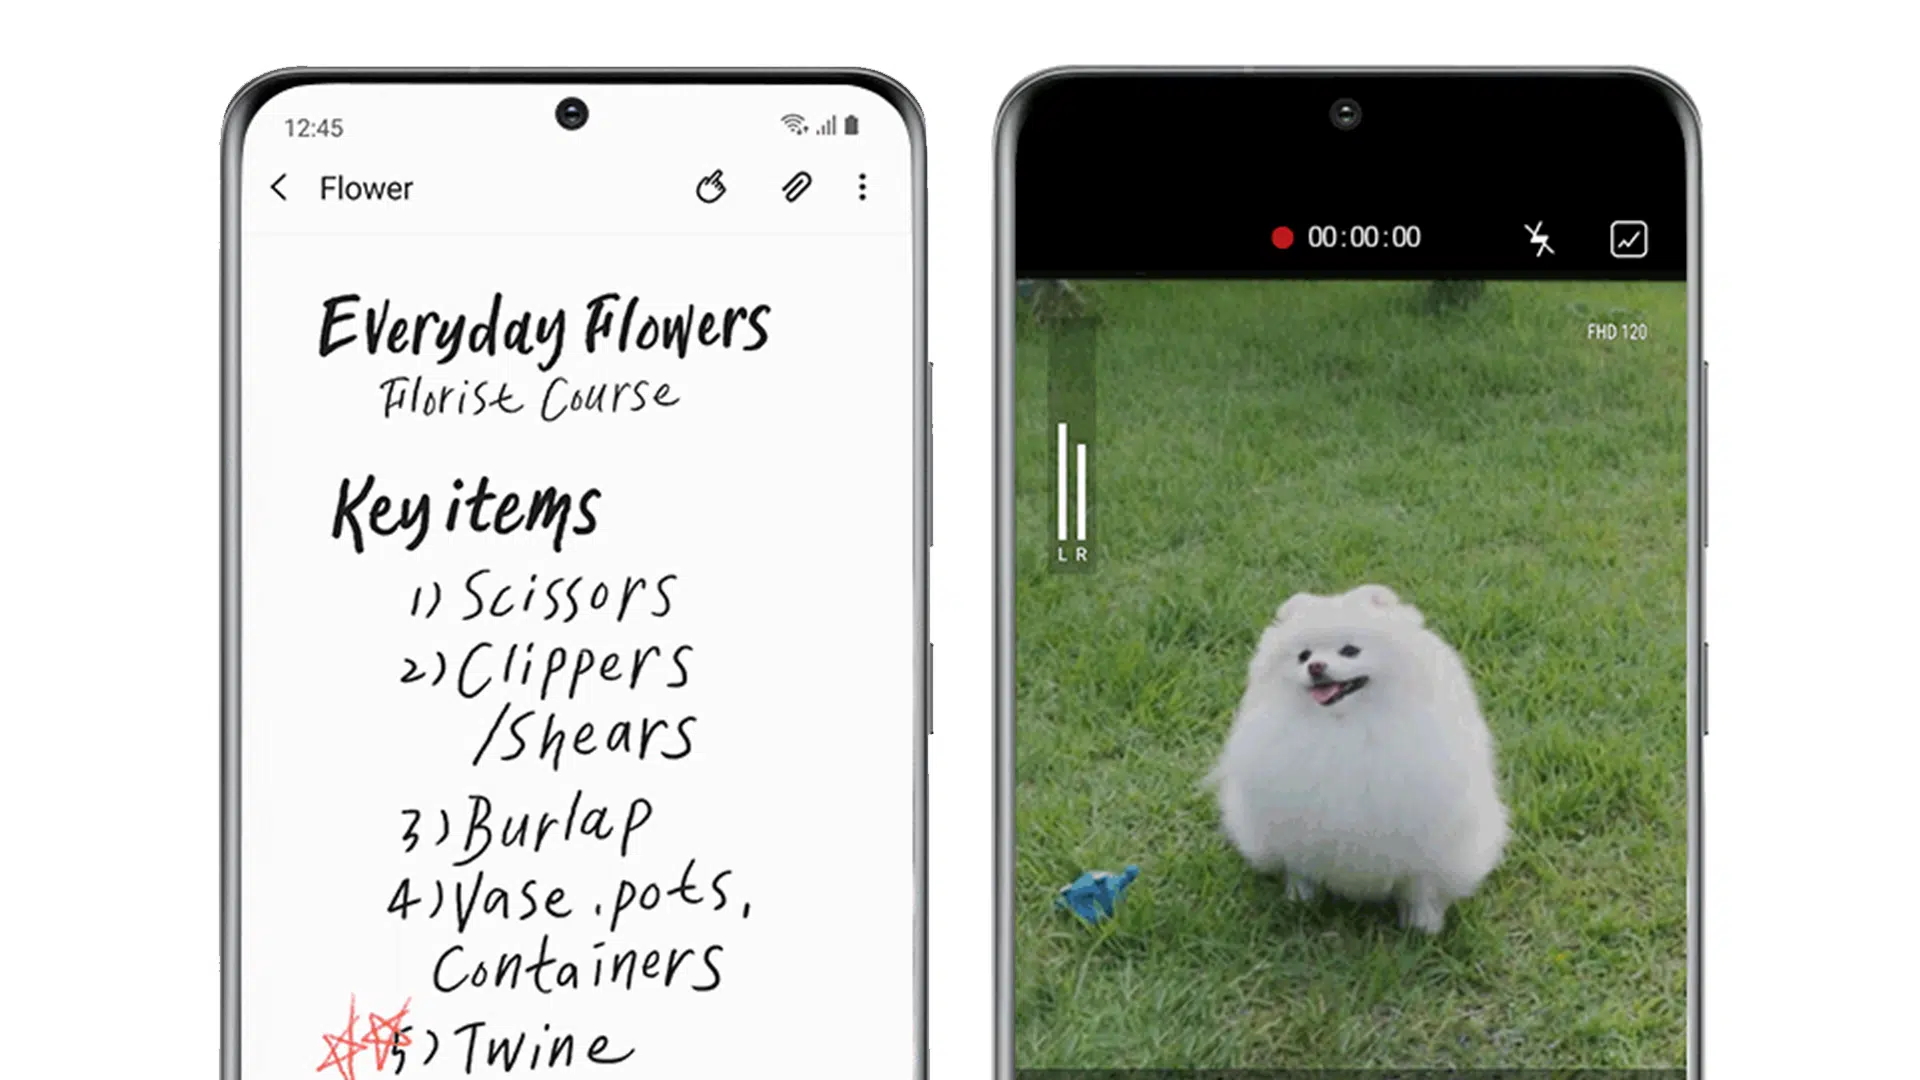 12:45
Flower
Everyday Flowers
Florist Course
Key items
1) Scissors
2) Clippers
/Shears
3) Burlap
4) Vase . pots,
Containers
5) Twine
00:00:00
FHD 120
L R